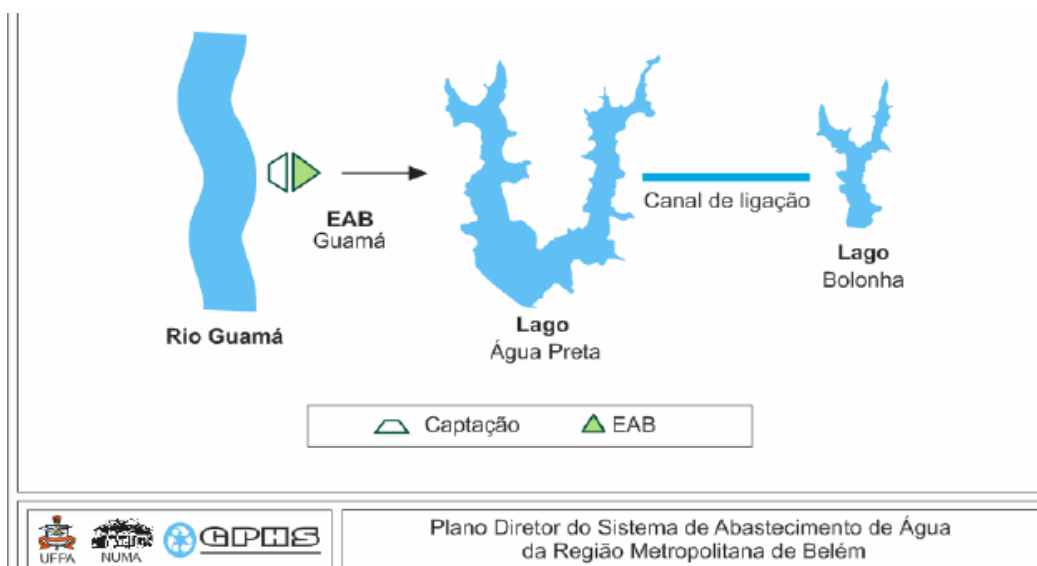 EAB
Guamá
Canal de ligação
Lago
Bolonha
Rio Guamá
Lago
Água Preta
Captação
EAB
UFPA
NUMA
GPHS
Plano Diretor do Sistema de Abastecimento de Água
da Região Metropolitana de Belém